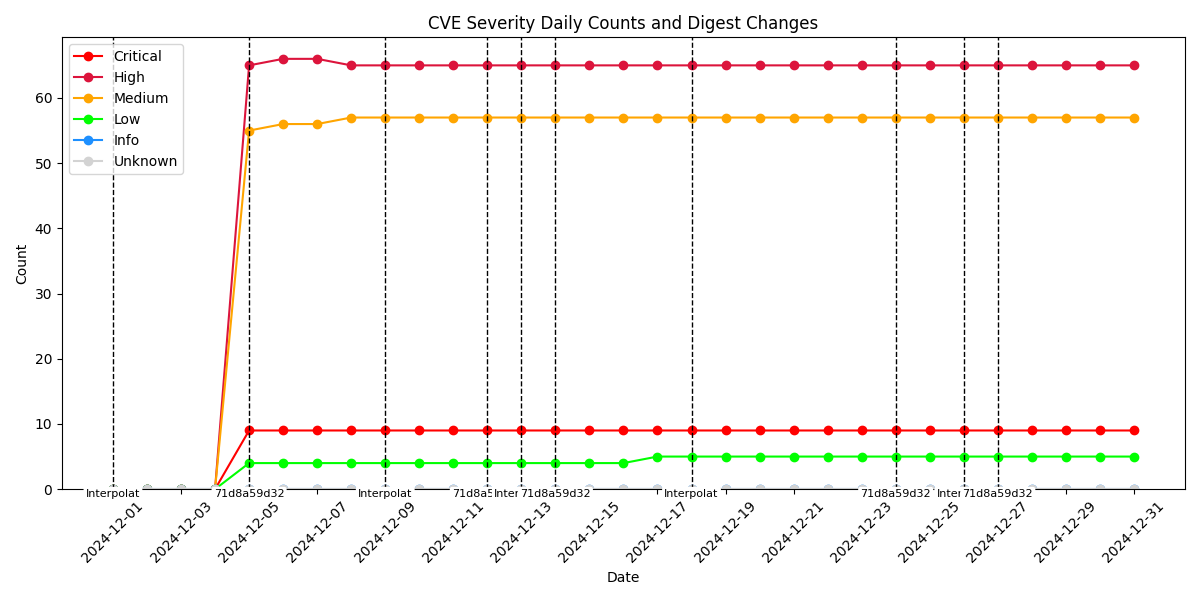 CVE Severity Daily Counts and Digest Changes
Critical
High
Medium
Low
Info
Unknown
Count
60
50
40
30
20
10
0
Interpolat
71d8a59d32
Interpolat
71d8a5
Inter
71d8a59d32
Interpolat
71d8a59d32
Inter
71d8a59d32
2024-12-01
2024-12-03
2024-12-05
2024-12-07
2024-12-09
2024-12-11
2024-12-13
2024-12-15
2024-12-17
2024-12-19
2024-12-21
2024-12-23
2024-12-25
2024-12-27
2024-12-29
2024-12-31
Date